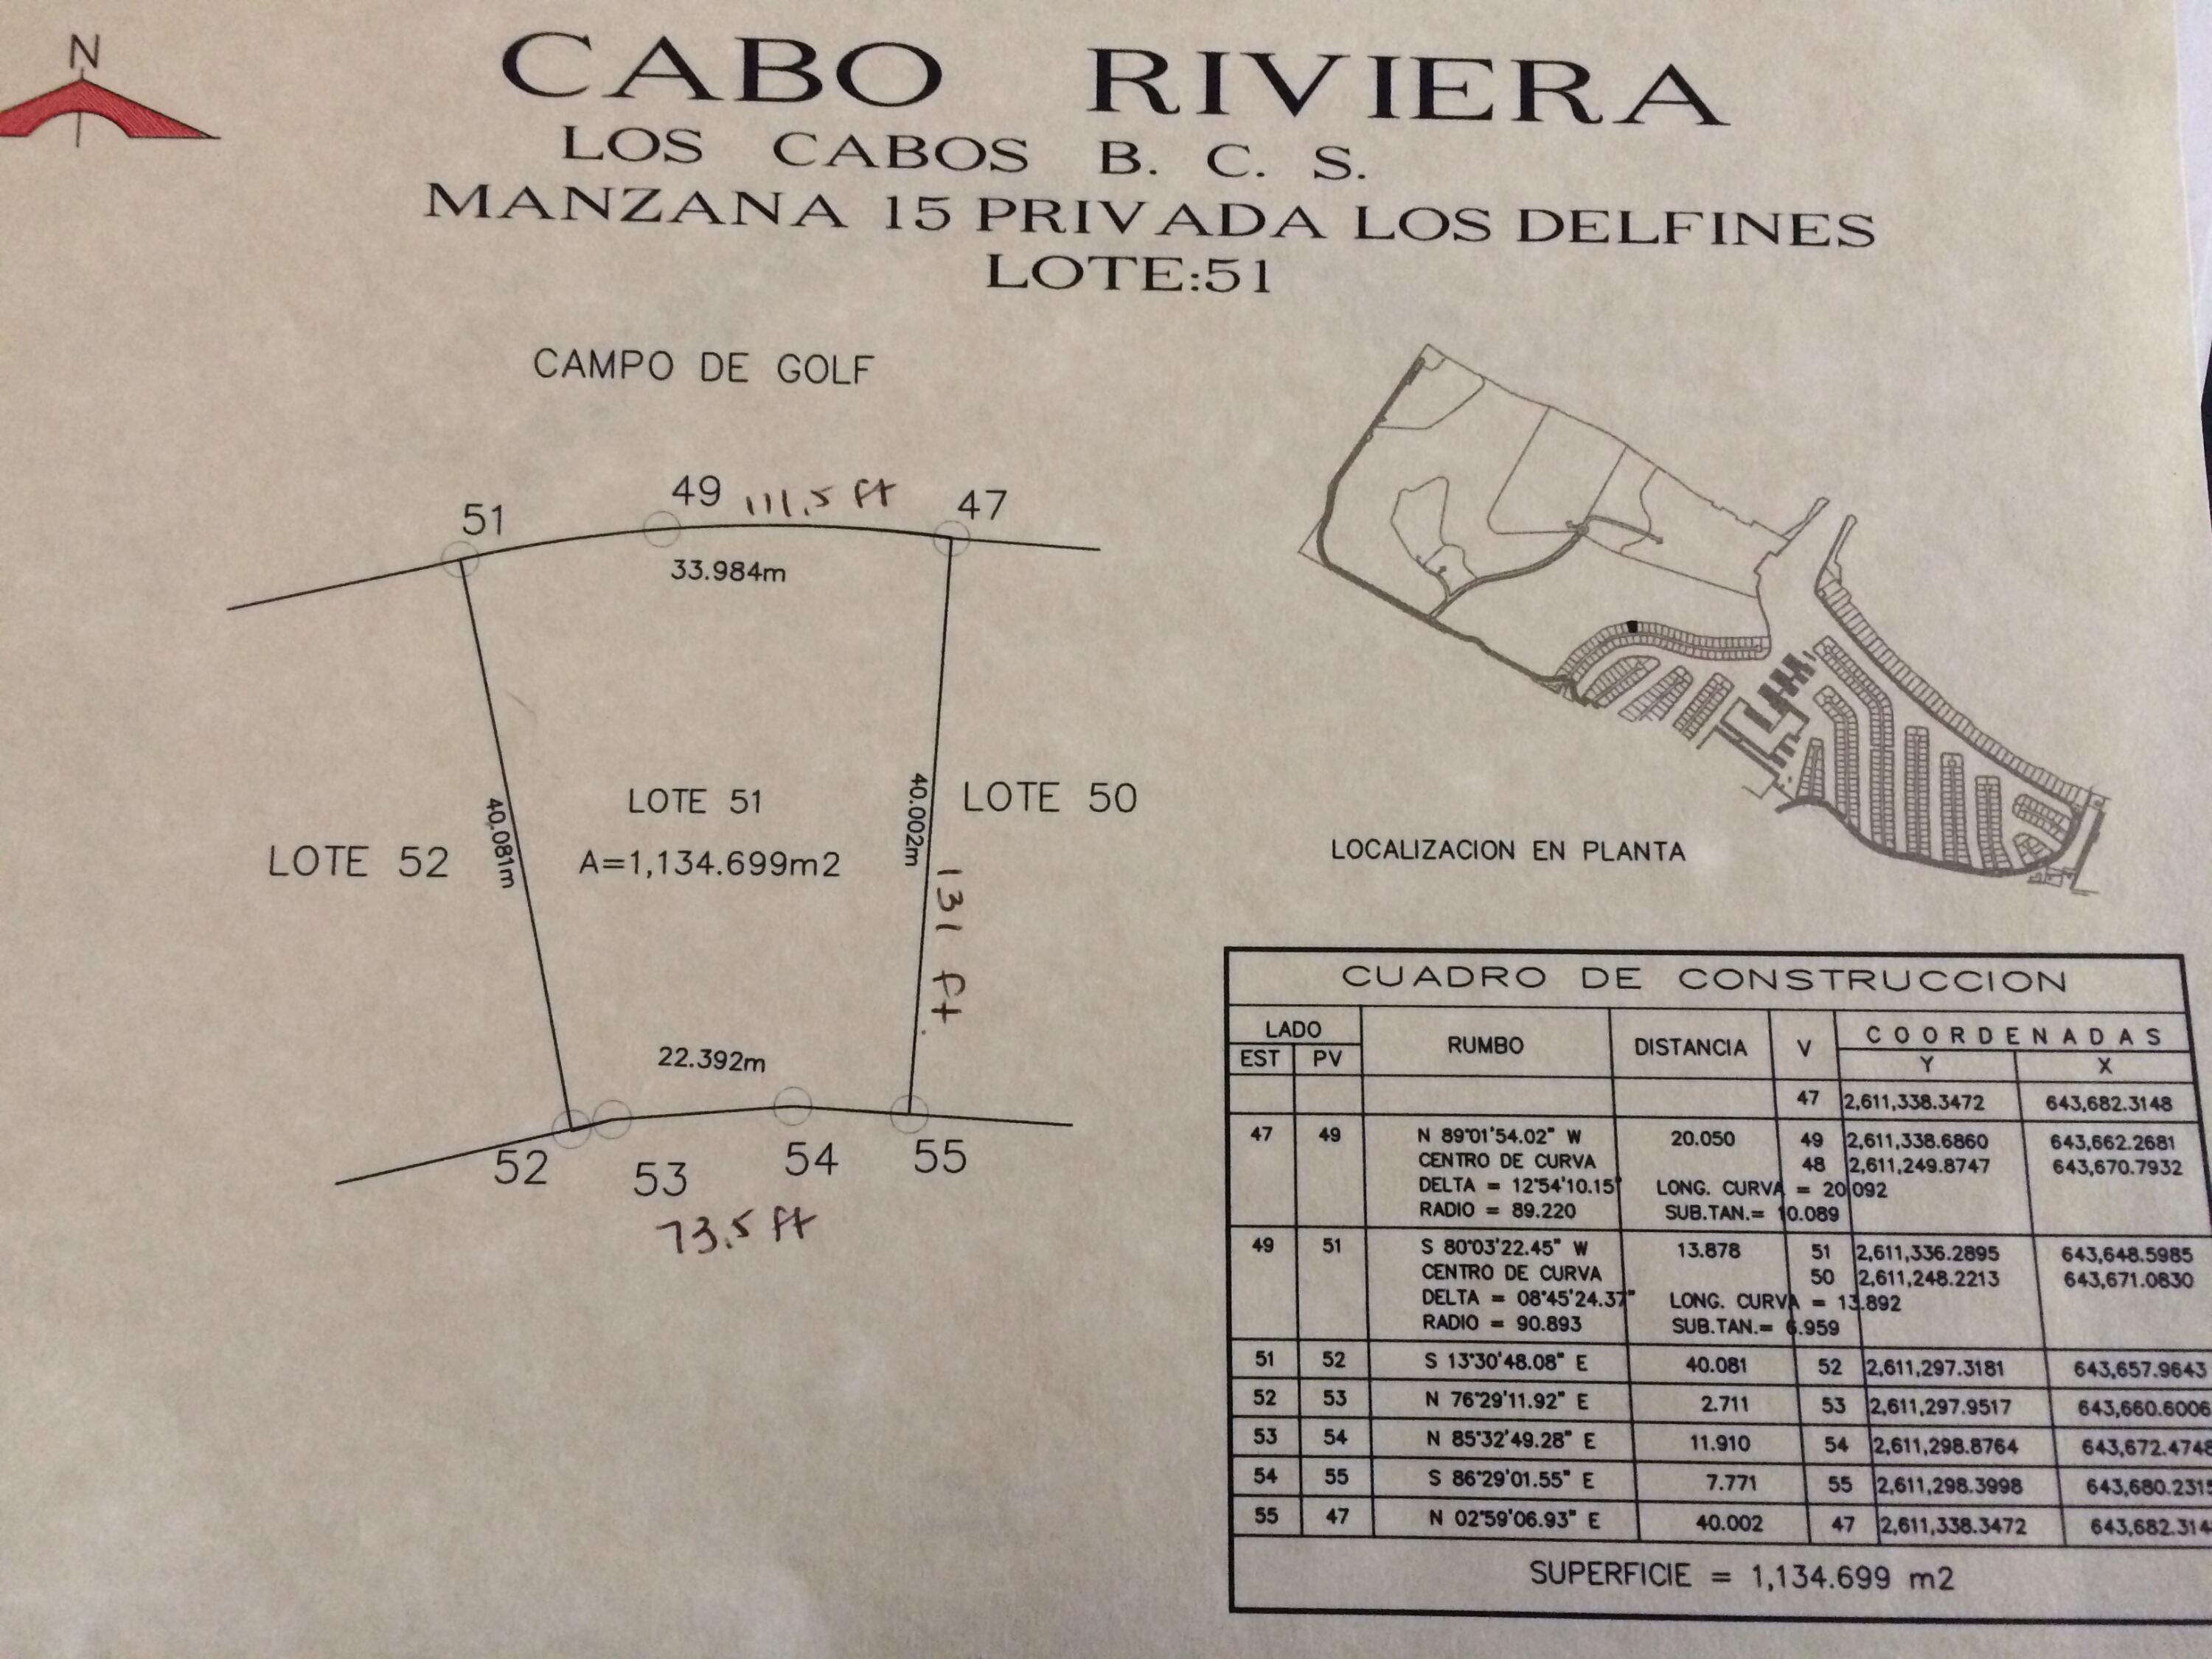 N
CABO RIVIERA
LOS CABOS B. C. S.
MANZANA 15 PRIVADA LOS DELFINES
LOTE:51
CAMPO DE GOLF
51
49
111.5 ft
47
33.984m
40.081m
LOTE 51
A=1,134.699m2
40.002m
LOTE 50
LOTE 52
131 ft.
22.392m
52
53
54
55
73.5 ft
LOCALIZACION EN PLANTA
CUADRO DE CONSTRUCCION
LADO RUMBO DISTANCIA V COORDENADAS
EST PV Y X
47 2,611,338.3472 643,682.3148
47 49 N 89°01'54.02" W 20.050 49 2,611,338.6860 643,662.2681
CENTRO DE CURVA 48 2,611,249.8747 643,670.7932
DELTA = 12°54'10.15" LONG. CURVA = 20.092
RADIO = 89.220 SUB.TAN.= 10.089
49 51 S 80°03'22.45" W 13.878 51 2,611,336.2895 643,648.5985
CENTRO DE CURVA 50 2,611,248.2213 643,671.0830
DELTA = 08°45'24.37" LONG. CURVA = 13.892
RADIO = 90.893 SUB.TAN.= 6.959
51 52 S 13°30'48.08" E 40.081 52 2,611,297.3181 643,657.9643
52 53 N 76°29'11.92" E 2.711 53 2,611,297.9517 643,660.6006
53 54 N 85°32'49.28" E 11.910 54 2,611,298.8764 643,672.4748
54 55 S 86°29'01.55" E 7.771 55 2,611,298.3998 643,680.2315
55 47 N 02°59'06.93" E 40.002 47 2,611,338.3472 643,682.314
SUPERFICIE = 1,134.699 m2